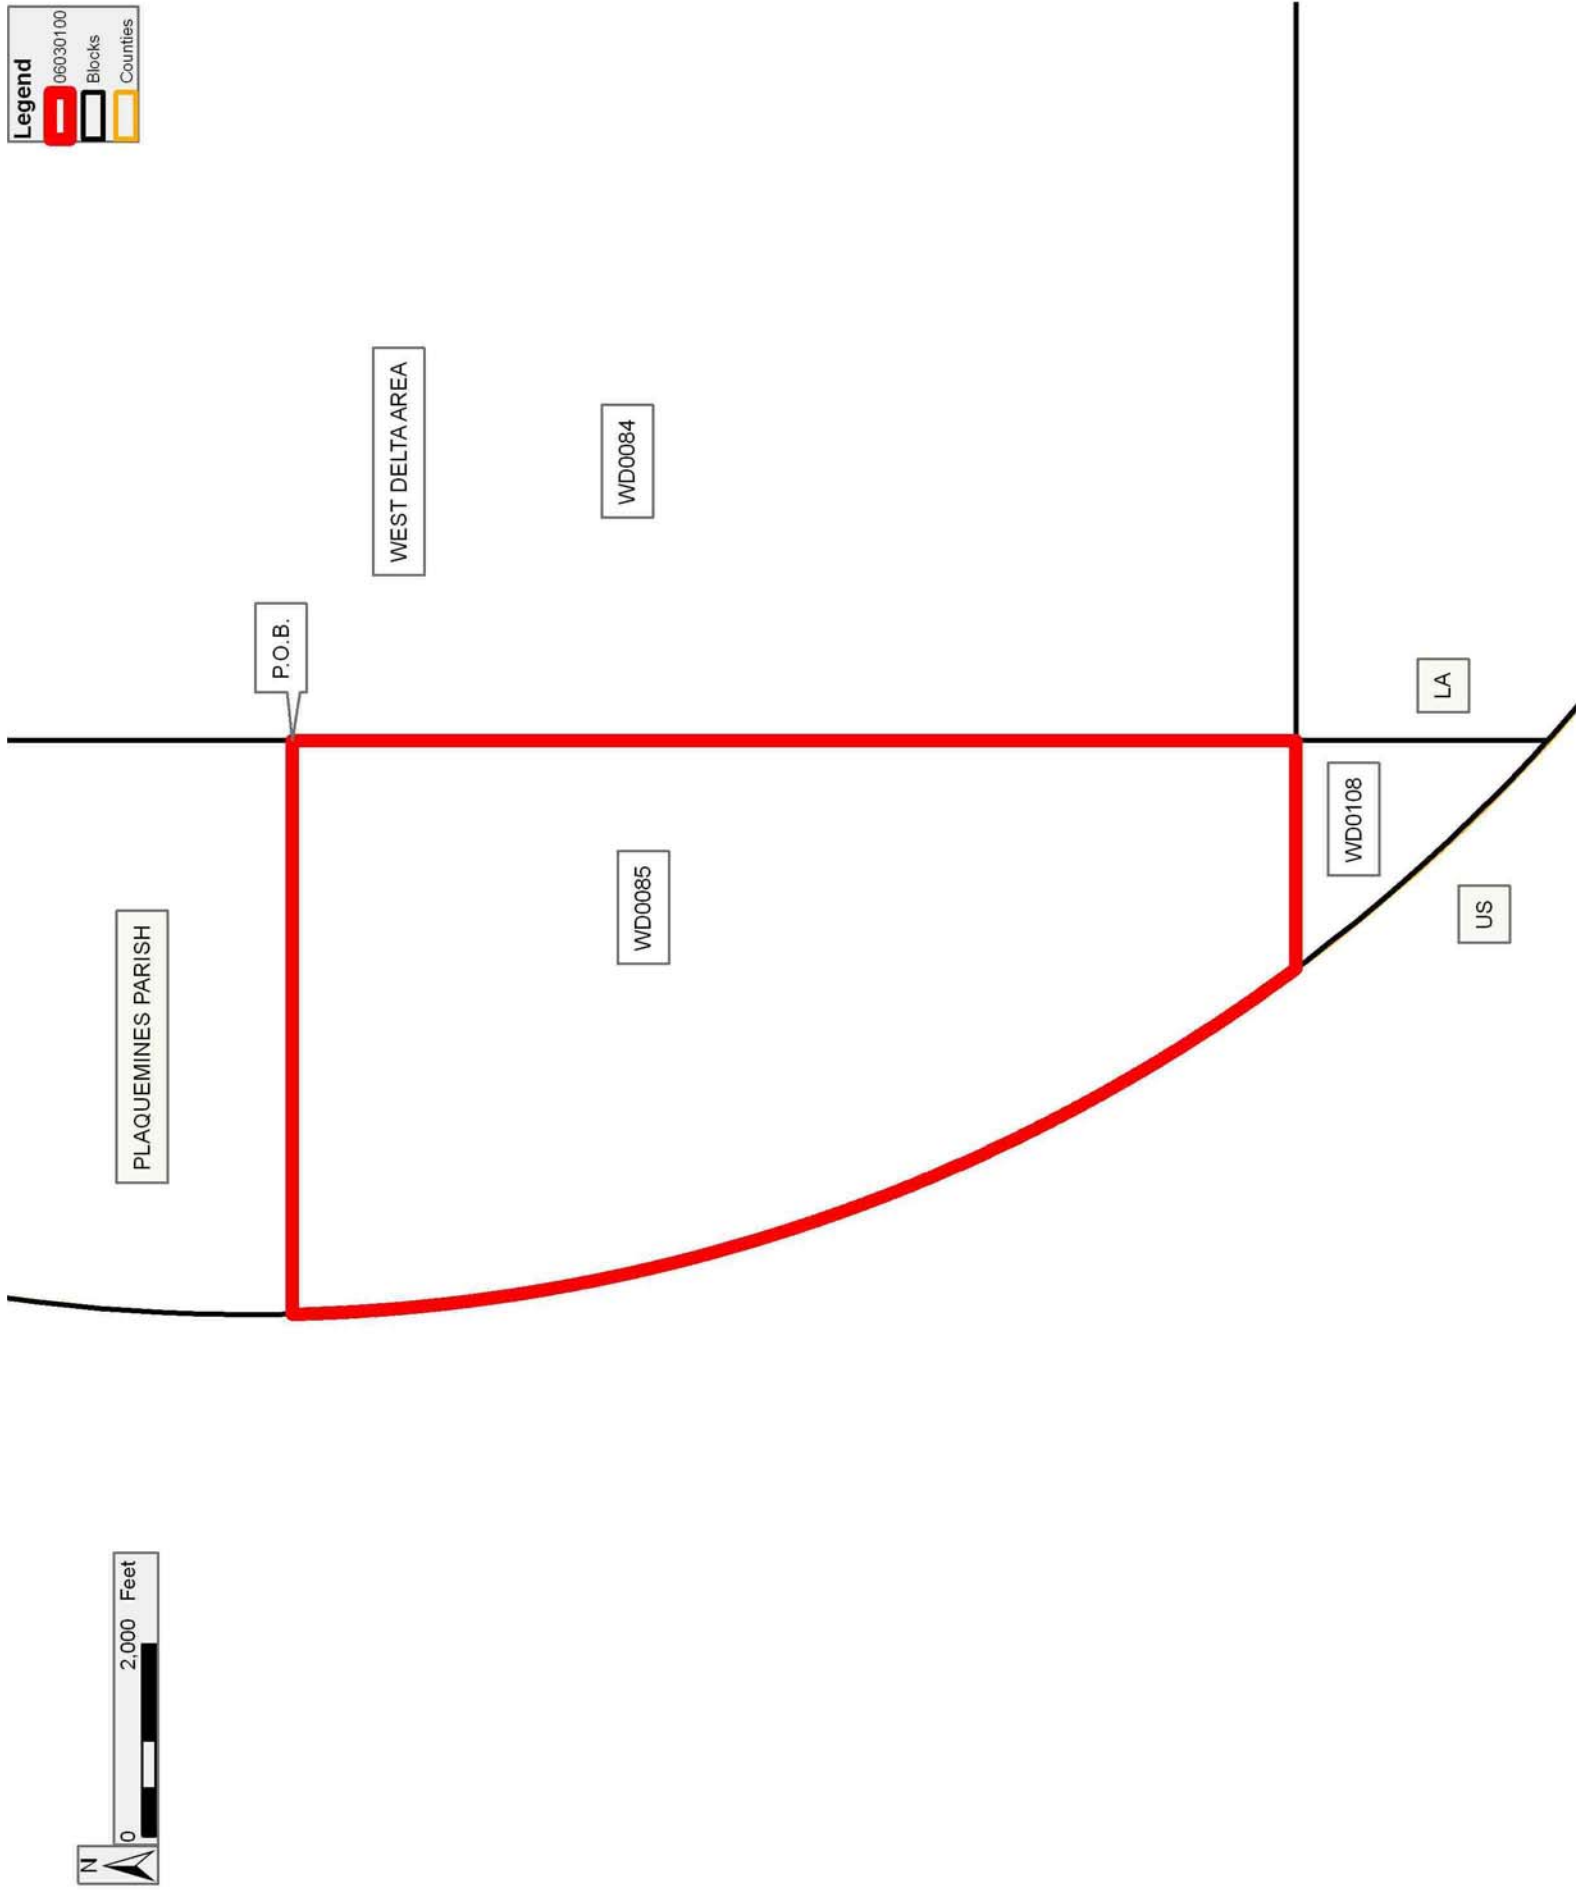 N
0 2,000 Feet
PLAQUEMINES PARISH
P.O.B.
WEST DELTA AREA
WD0085
WD0084
WD0108
LA
US
Legend
06030100
Blocks
Counties